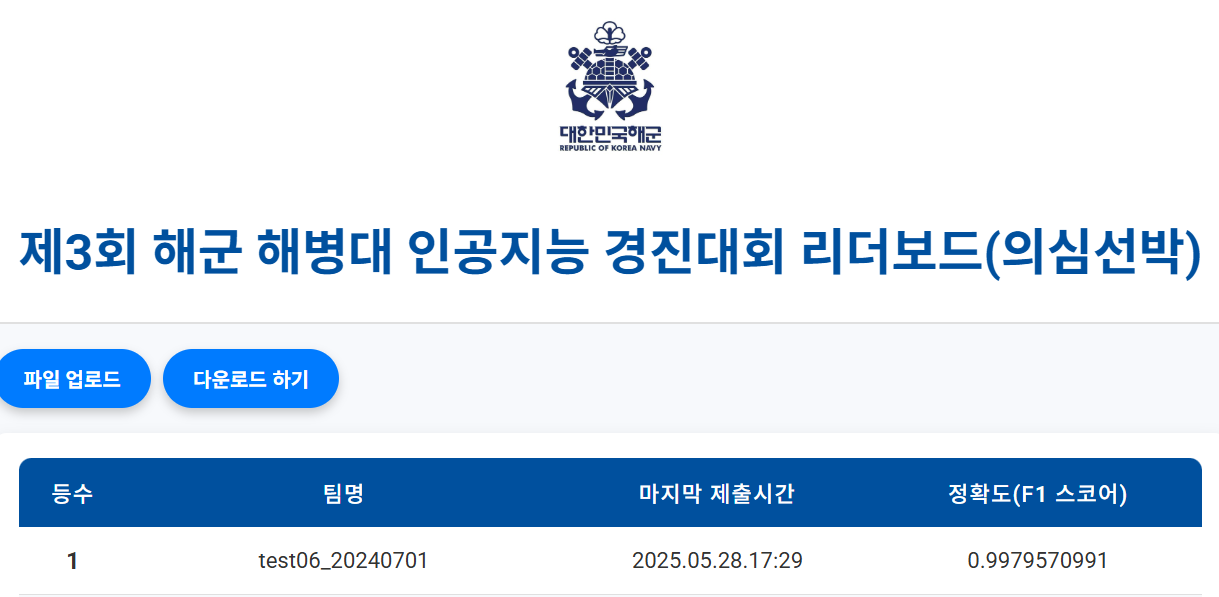 대한민국해군
REPUBLIC OF KOREA NAVY
제3회 해군 해병대 인공지능 경진대회 리더보드(의심선박)
파일 업로드 다운로드 하기
등수 팀명 마지막 제출시간 정확도(F1 스코어)
1 test06_20240701 2025.05.28.17:29 0.9979570991